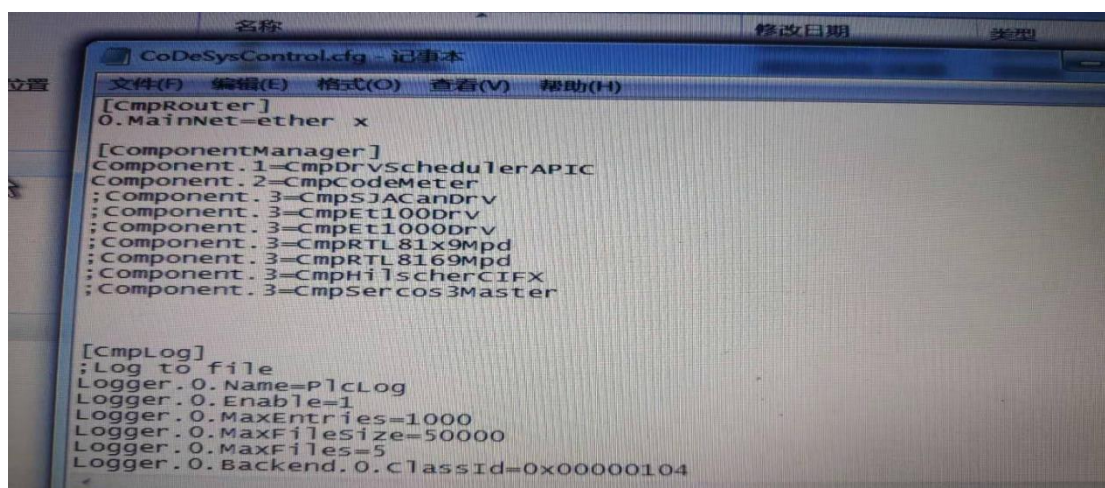 名称 修改日期 类型
CoDeSysControl.cfg - 记事本
位置
文件(F) 编辑(E) 格式(O) 查看(V) 帮助(H)
[CmpRouter]
0.MainNet=ether x
[ComponentManager]
Component.1=CmpDrvSchedulerAPIC
Component.2=CmpCodeMeter
;Component.3=CmpSJACanDrv
;Component.3=CmpEt100Drv
;Component.3=CmpEt1000Drv
;Component.3=CmpRTL81x9Mpd
;Component.3=CmpRTL8169Mpd
;Component.3=CmpHilscherCIFX
;Component.3=CmpSercos3Master
[CmpLog]
;Log to file
Logger.0.Name=PlcLog
Logger.0.Enable=1
Logger.0.MaxEntries=1000
Logger.0.MaxFileSize=50000
Logger.0.MaxFiles=5
Logger.0.Backend.0.ClassId=0x00000104